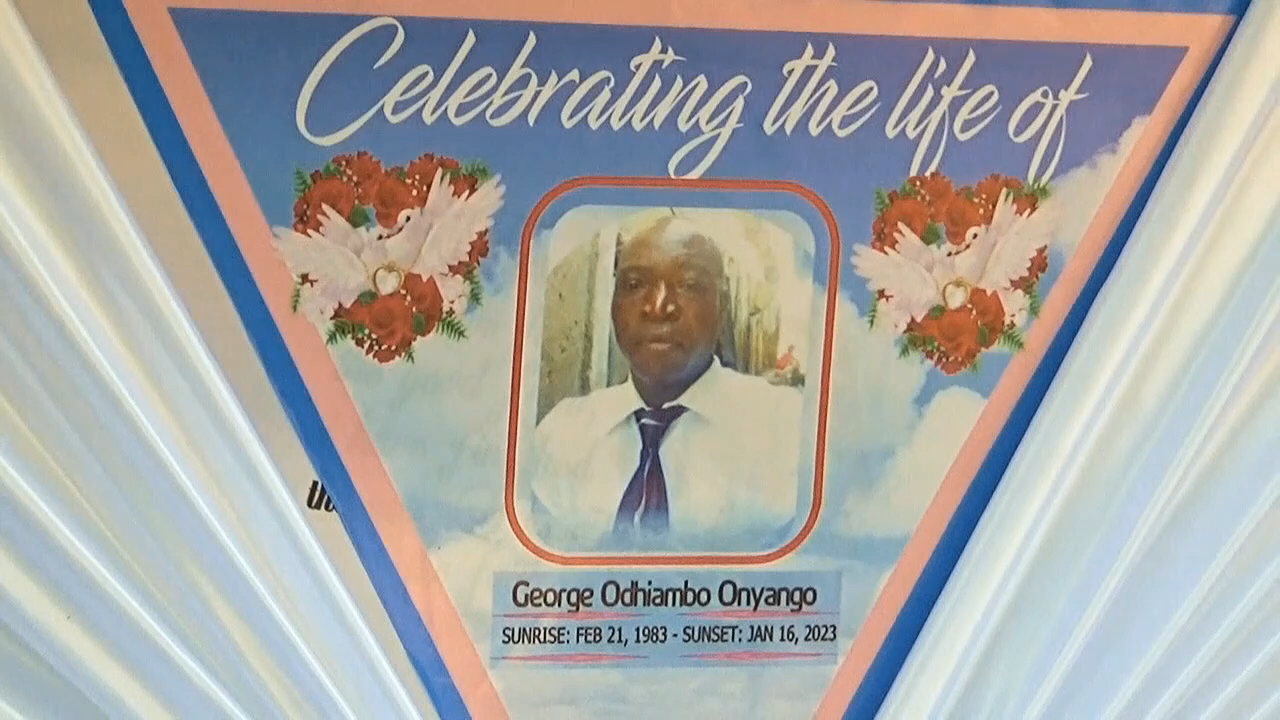 Celebrating the life of
George Odhiambo Onyango
SUNRISE: FEB 21, 1983 - SUNSET: JAN 16, 2023